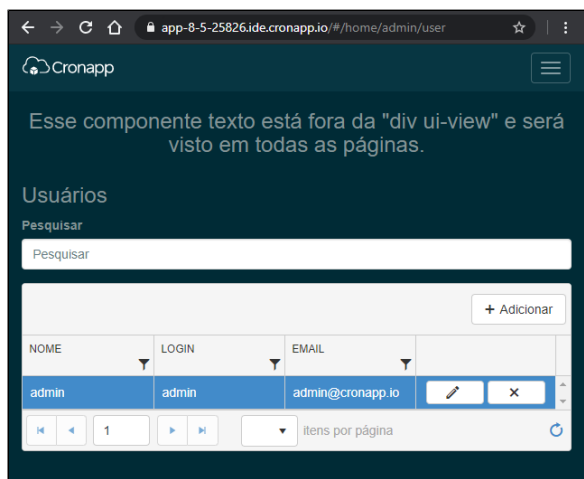 app-8-5-25826.ide.cronapp.io/#/home/admin/user
Cronapp
Esse componente texto está fora da "div ui-view" e será
visto em todas as páginas.
Usuários
Pesquisar
Pesquisar
+ Adicionar
NOME LOGIN EMAIL
admin admin admin@cronapp.io
1 itens por página